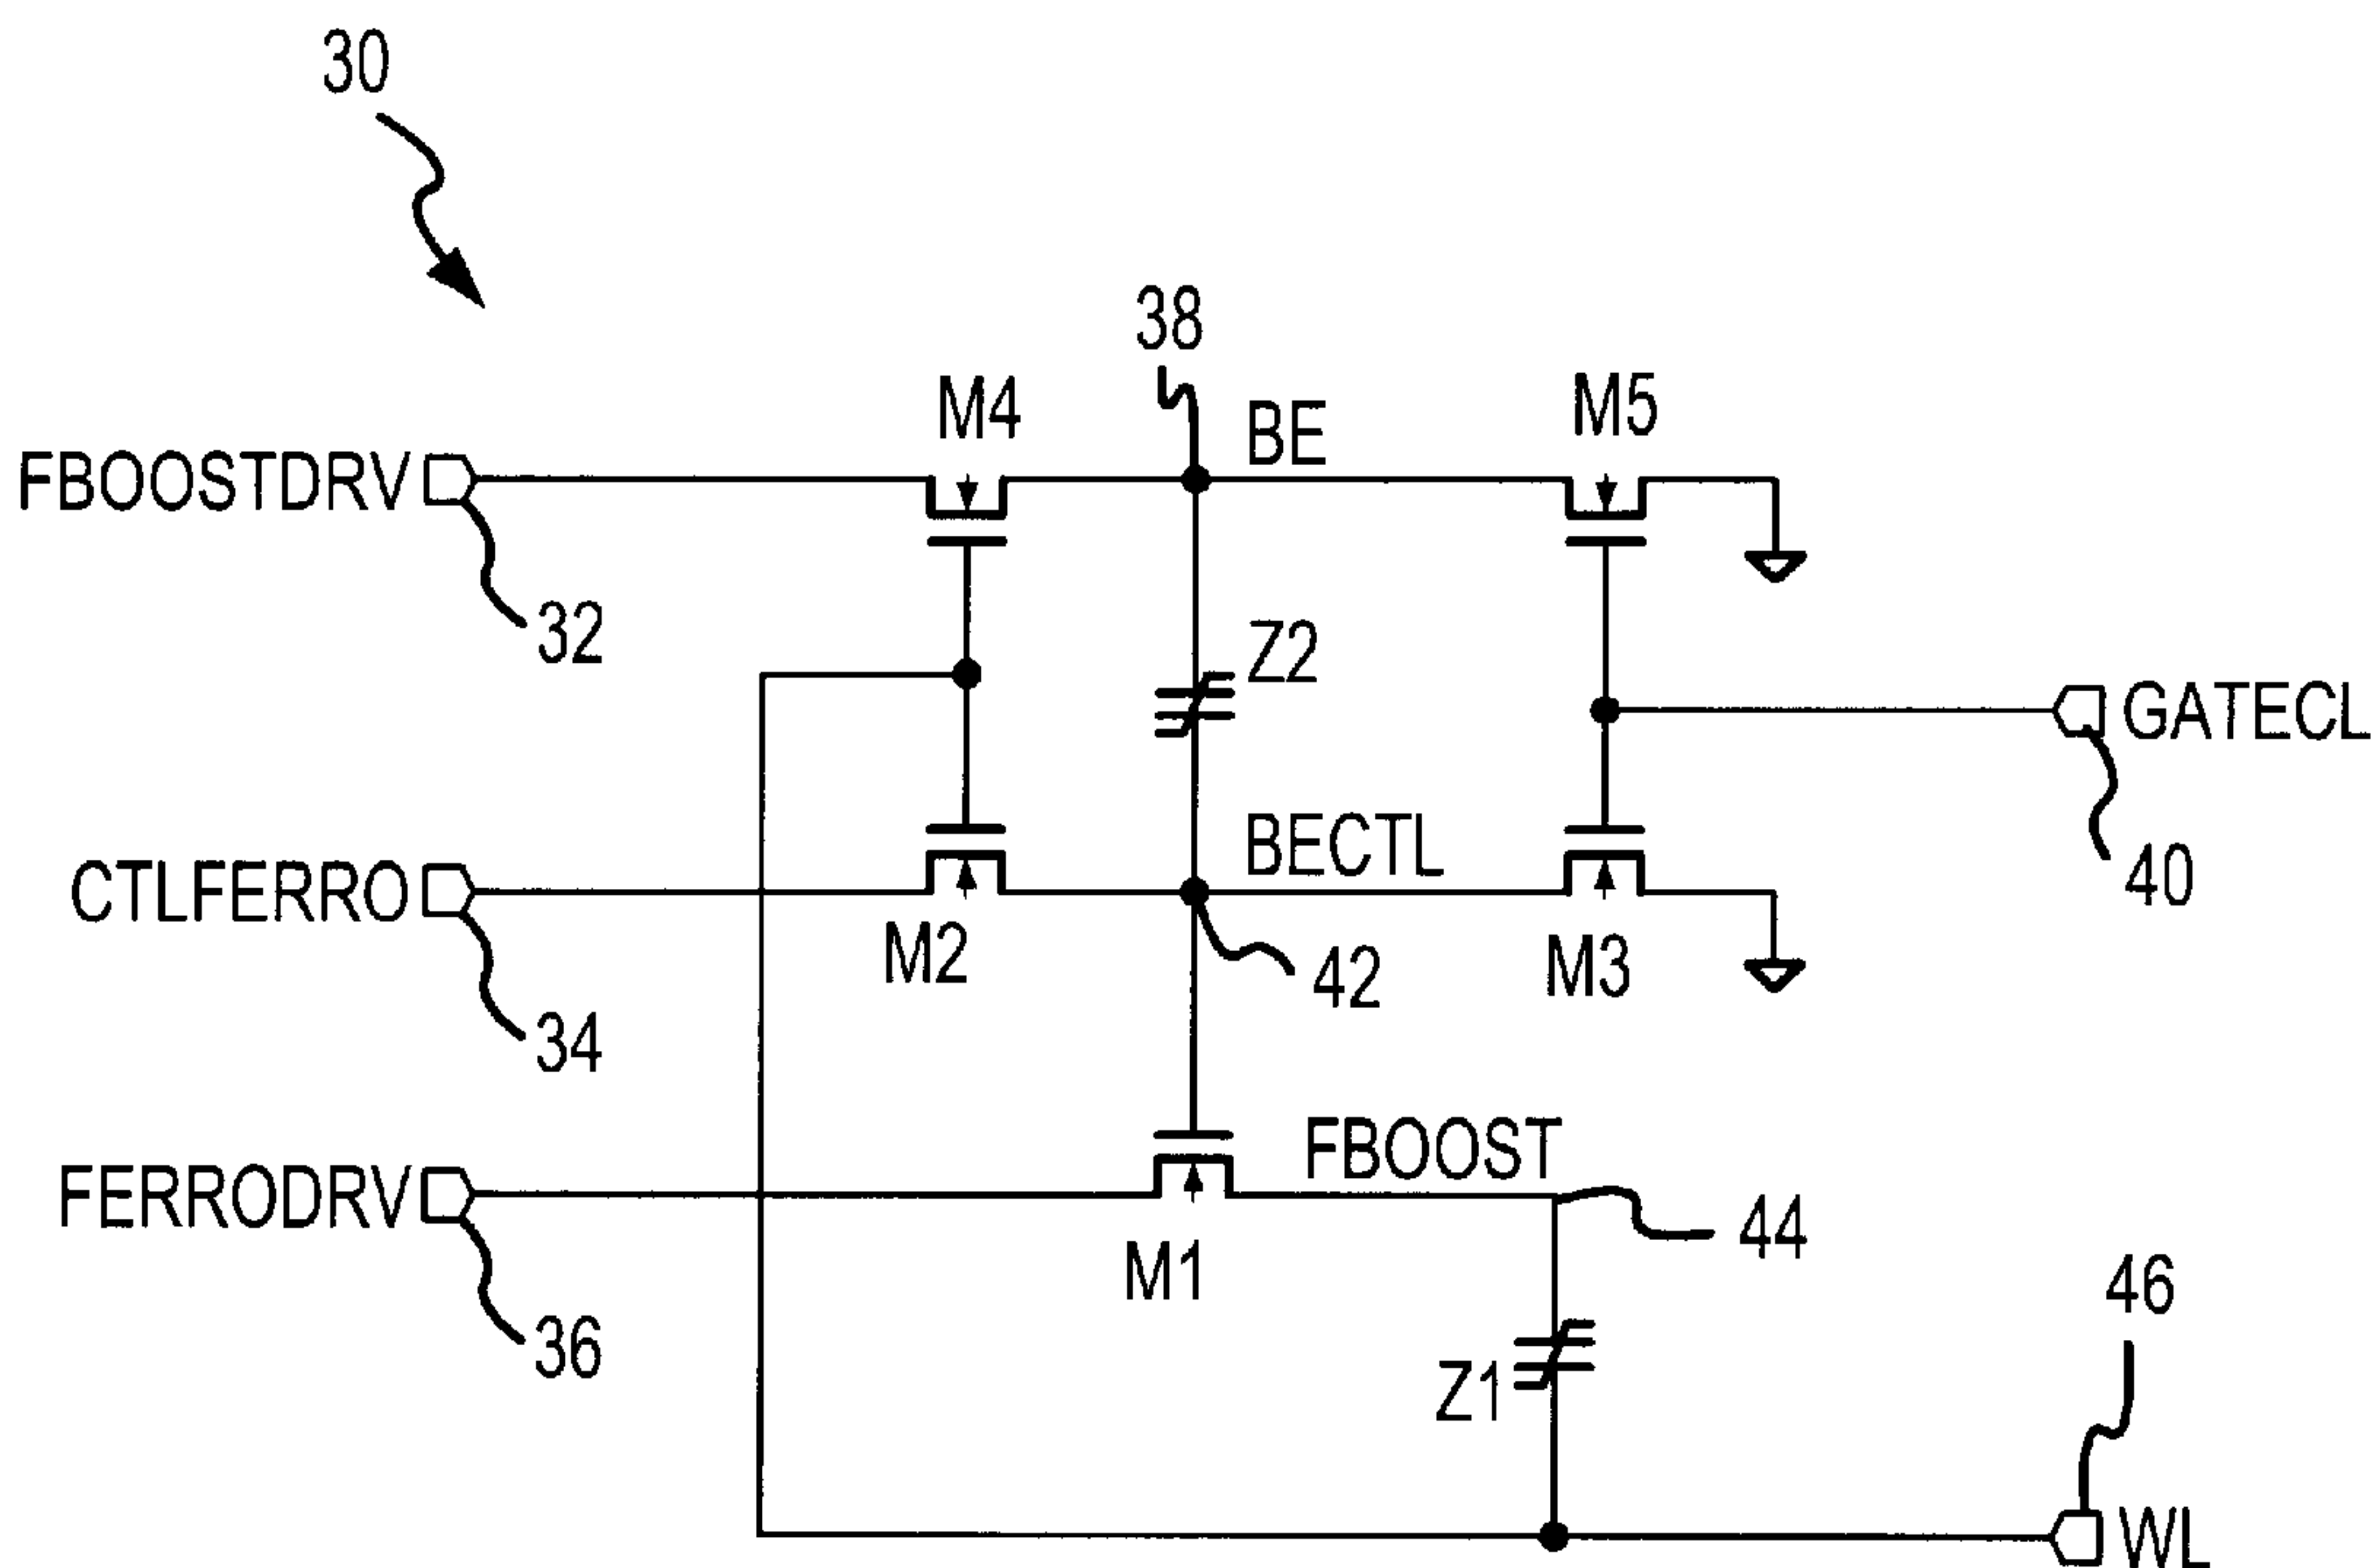 30
38
M4
BE
M5
FBOOSTDRV
32
Z2
GATECL
40
CTLFERRO
BECTL
M2
42
M3
34
FERRODRV
FBOOST
44
M1
36
Z1
46
WL